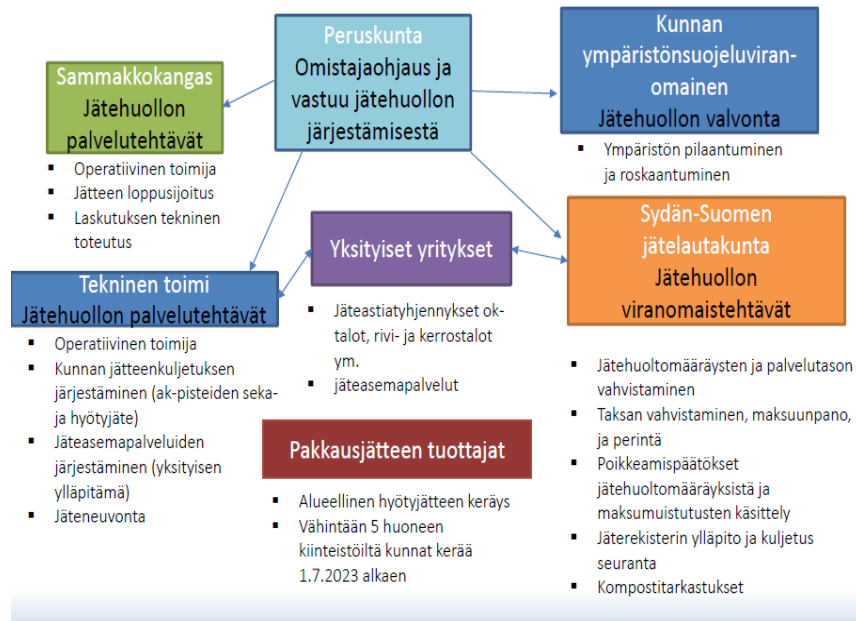 Sammakkokangas
Jätehuollon
palvelutehtävät
▪ Operatiivinen toimija
▪ Jätteen loppusijoitus
▪ Laskutuksen tekninen
toteutus
Peruskunta
Omistajaohjaus ja
vastuu jätehuollon
järjestämisestä
Kunnan
ympäristönsuojeluviran-
omainen
Jätehuollon valvonta
▪ Ympäristön pilaantuminen
ja roskaantuminen
Tekninen toimi
Jätehuollon palvelutehtävät
▪ Operatiivinen toimija
▪ Kunnan jätteenkuljetuksen
järjestäminen (ak-pisteiden seka-
ja hyötyjäte)
▪ Jäteasemapalveluiden
järjestäminen (yksityisen
ylläpitämä)
▪ Jäteneuvonta
Yksityiset yritykset
▪ Jäteastiatyhjennykset ok-
talot, rivi- ja kerrostalot
ym.
▪ jäteasemapalvelut
Pakkausjätteen tuottajat
▪ Alueellinen hyötyjätteen keräys
▪ Vähintään 5 huoneen
kiinteistöiltä kunnat kerää
1.7.2023 alkaen
Sydän-Suomen
jätelautakunta
Jätehuollon
viranomaistehtävät
▪ Jätehuoltomääräysten ja palvelutason
vahvistaminen
▪ Taksan vahvistaminen, maksuunpano,
ja perintä
▪ Poikkeamispäätökset
jätehuoltomääräyksistä ja
maksumuistutusten käsittely
▪ Jäterekisterin ylläpito ja kuljetus
seuranta
▪ Kompostitarkastukset